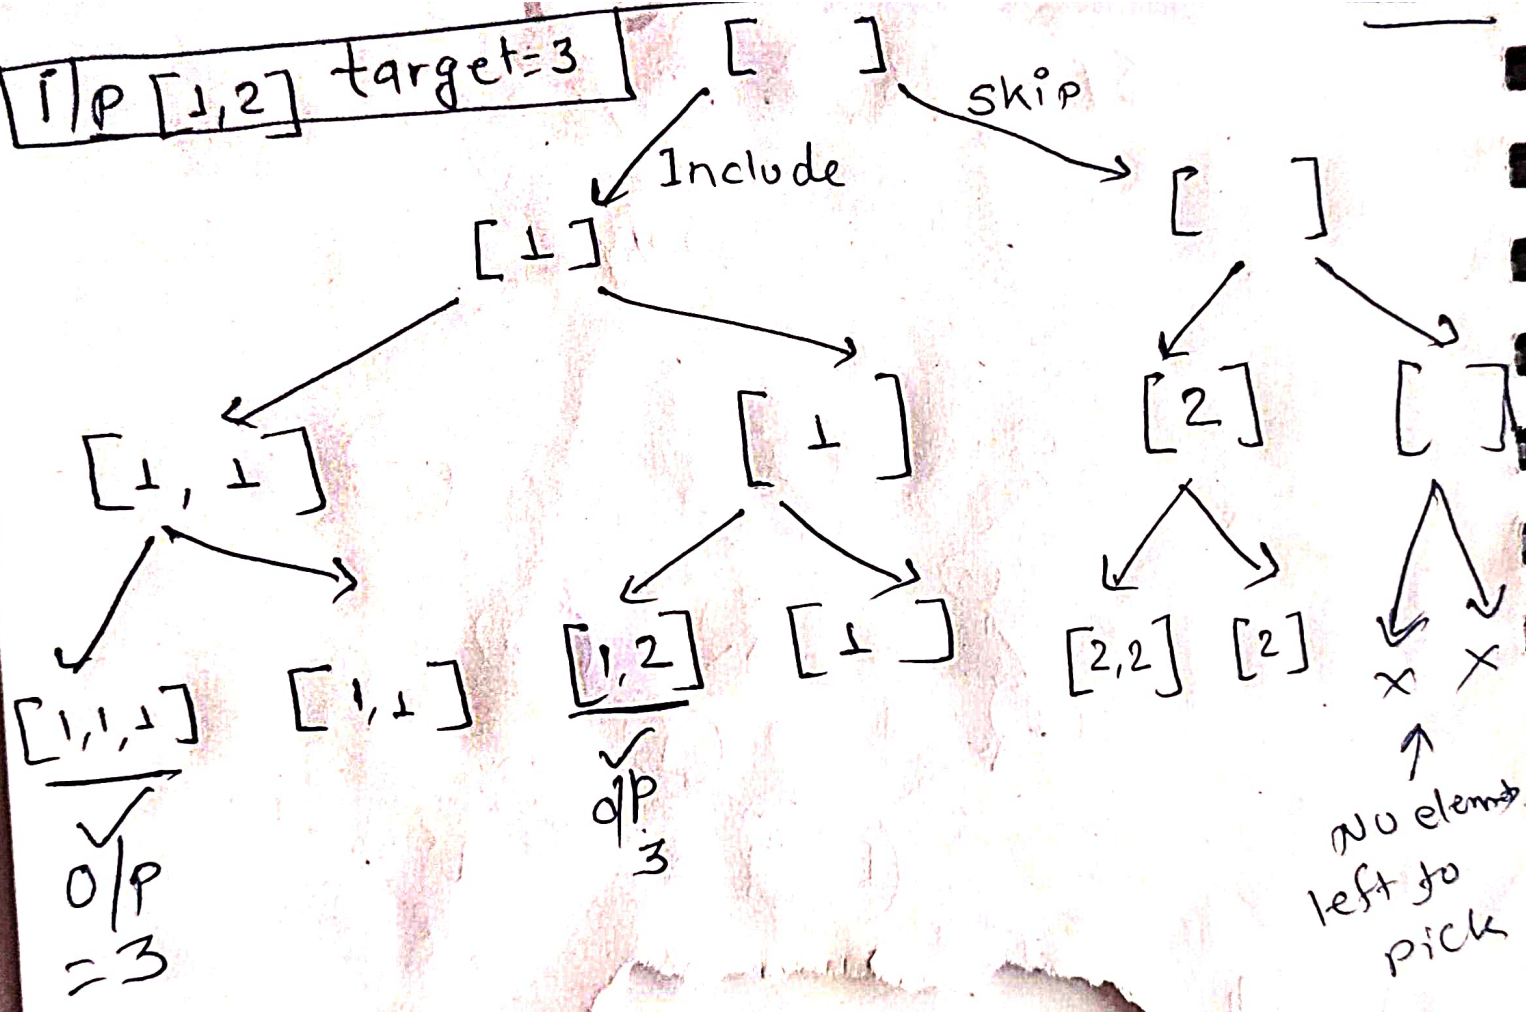 i/p [1,2] target=3
[ ]
skip
Include
[1]
[ ]
[1, 1]
[1]
[2]
[ ]
[1,1,1]
[1,1]
[1,2]
[1]
[2,2]
[2]
x x
✓
O/P
=3
✓
o/p
3
No
left to
pick